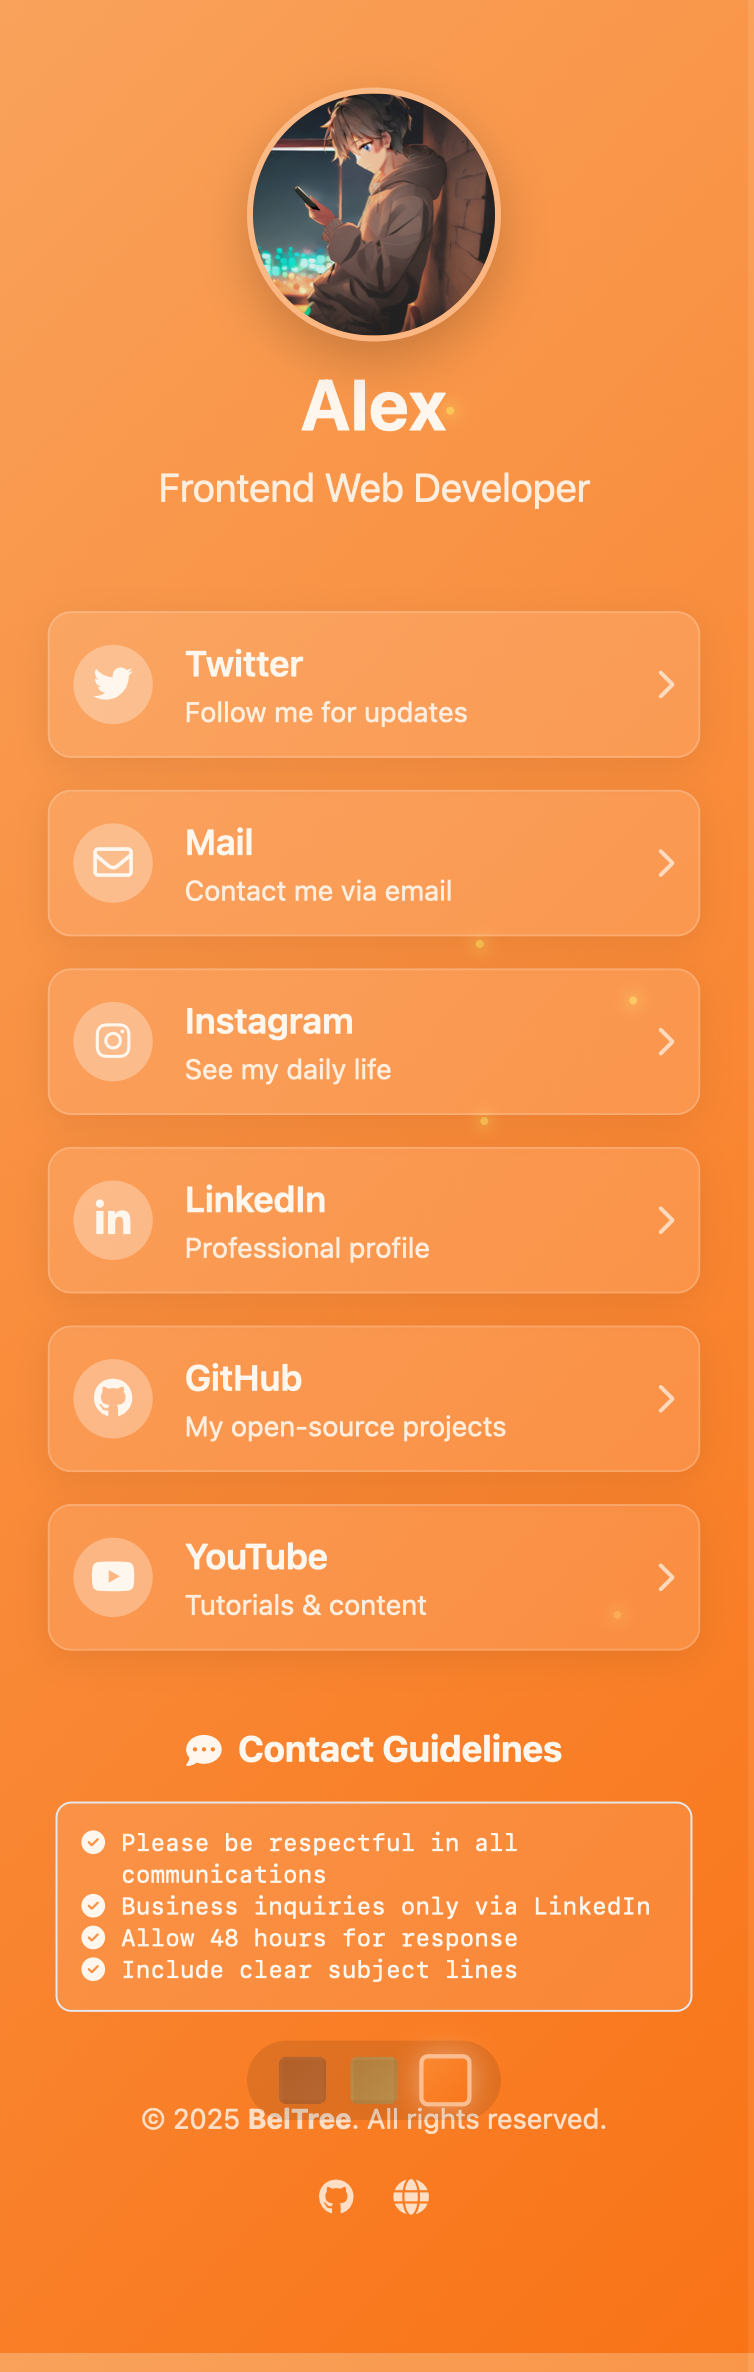 Alex
Frontend Web Developer
Twitter
Follow me for updates
Mail
Contact me via email
Instagram
See my daily life
LinkedIn
Professional profile
GitHub
My open-source projects
YouTube
Tutorials & content
Contact Guidelines
Please be respectful in all
communications
Business inquiries only via LinkedIn
Allow 48 hours for response
Include clear subject lines
© 2025 BelTree. All rights reserved.